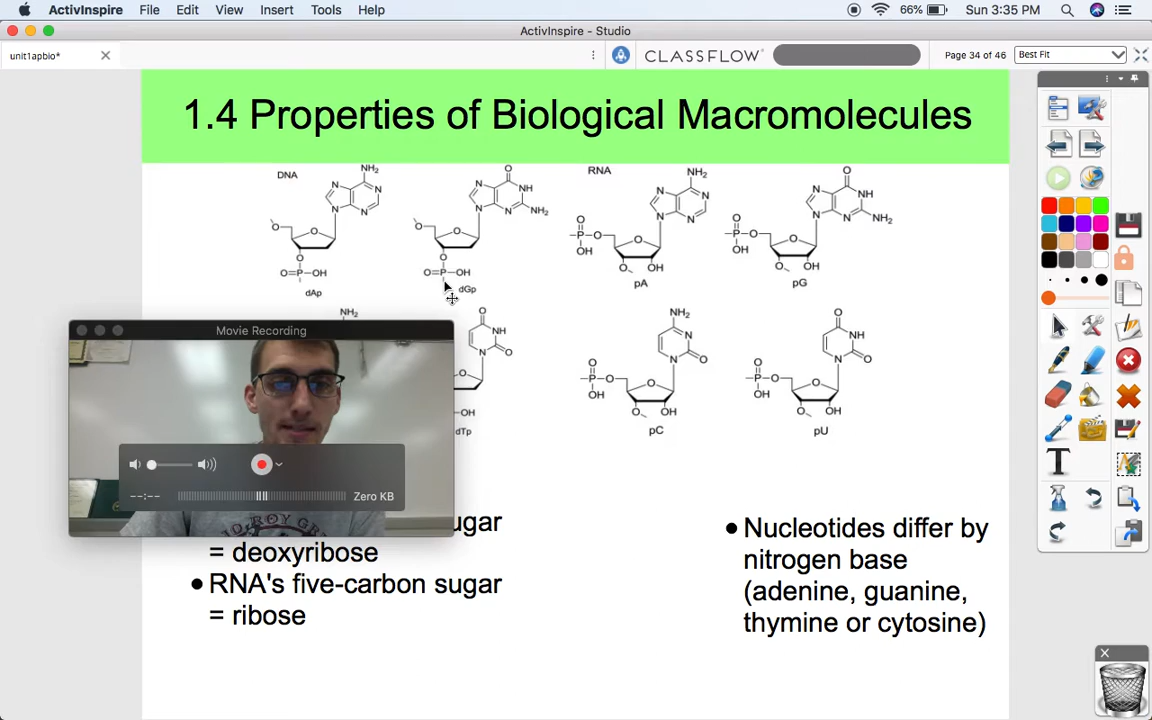 ActivInspire File Edit View Insert Tools Help 66% Sun 3:35 PM
ActivInspire - Studio
unit1apbio* CLASSFLOW Page 34 of 46 Best Fit
1.4 Properties of Biological Macromolecules
DNA NH₂ O NH NH₂ RNA NH₂ O NH NH₂
N N N N N N N N N N N N N N
O O O P O O O P O O
OH OH
O O O OH O OH
O=P-OH O=P-OH pA pG
dAp dGp
NH₂ O NH NH₂ O NH
Movie Recording
N O N N O N O
O P O O O P O O
OH OH
O OH O OH
OH
dTp pC pU
Zero KB
ugar
= deoxyribose
• RNA's five-carbon sugar
= ribose
• Nucleotides differ by
nitrogen base
(adenine, guanine,
thymine or cytosine)